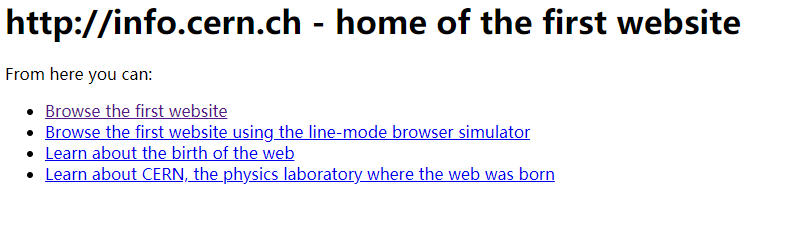 http://info.cern.ch - home of the first website
From here you can:
Browse the first website
Browse the first website using the line-mode browser simulator
Learn about the birth of the web
Learn about CERN, the physics laboratory where the web was born